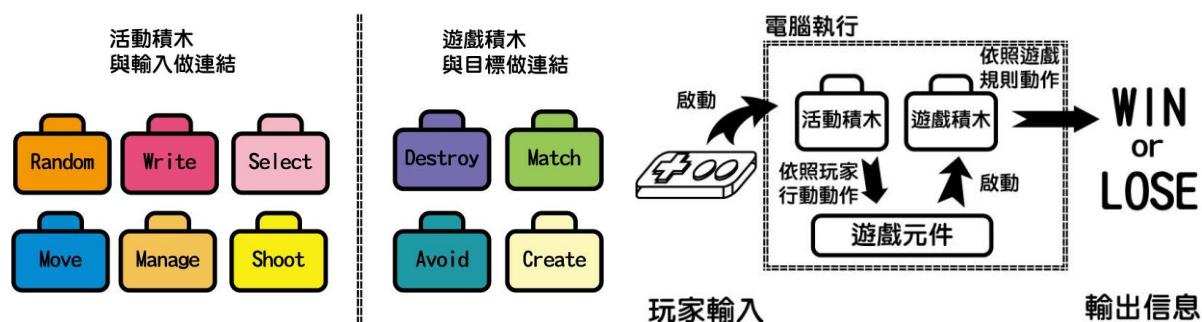 活動積木
與輸入做連結
Random
Write
Select
Move
Manage
Shoot
遊戲積木
與目標做連結
Destroy
Match
Avoid
Create
電腦執行
啟動
活動積木
遊戲積木
依照遊戲
規則動作
依照玩家
行動動作
啟動
遊戲元件
WIN
or
LOSE
玩家輸入
輸出信息